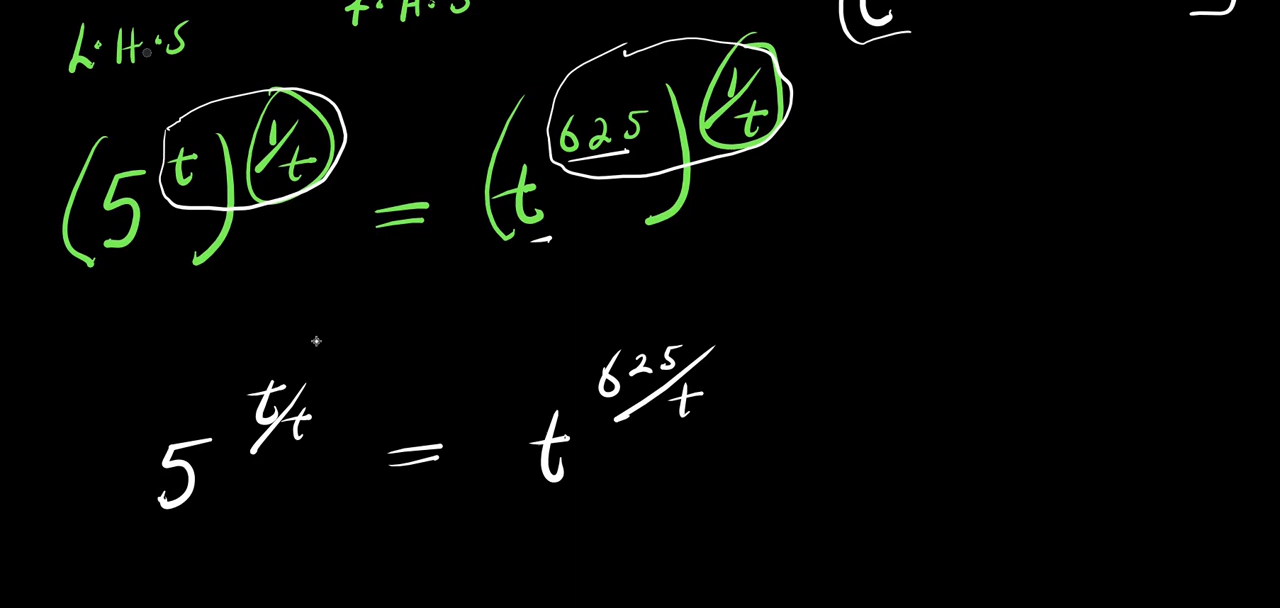 L.H.S
(5^t)^(1/t) = (t^625)^(1/t)
5^(t/t) = t^(625/t)